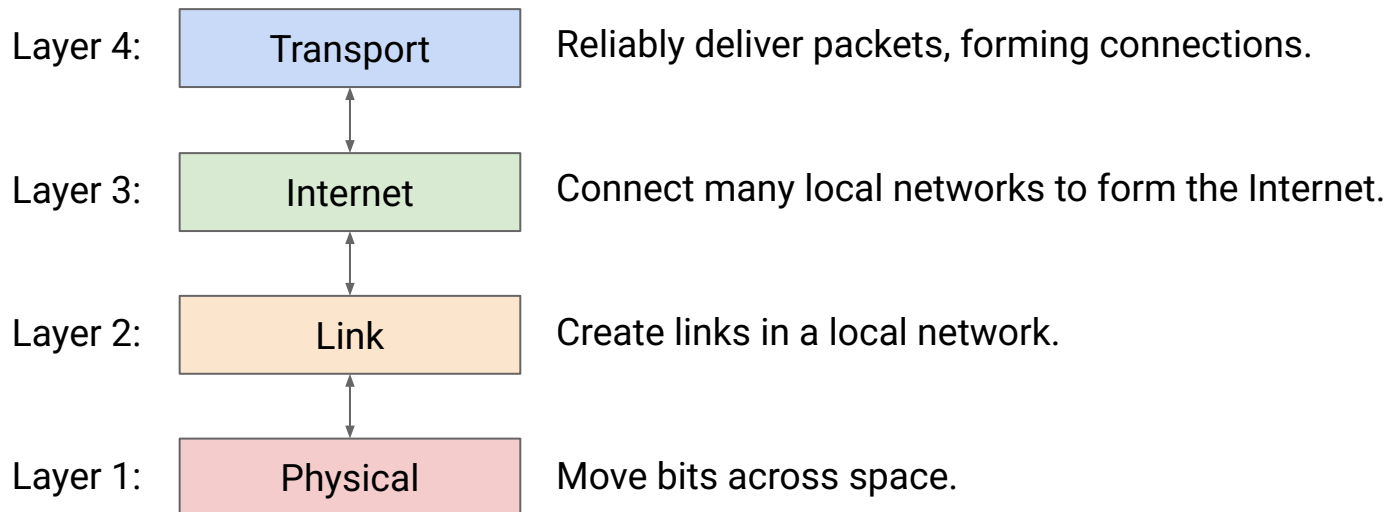 Layer 4: Transport Reliably deliver packets, forming connections.
Layer 3: Internet Connect many local networks to form the Internet.
Layer 2: Link Create links in a local network.
Layer 1: Physical Move bits across space.